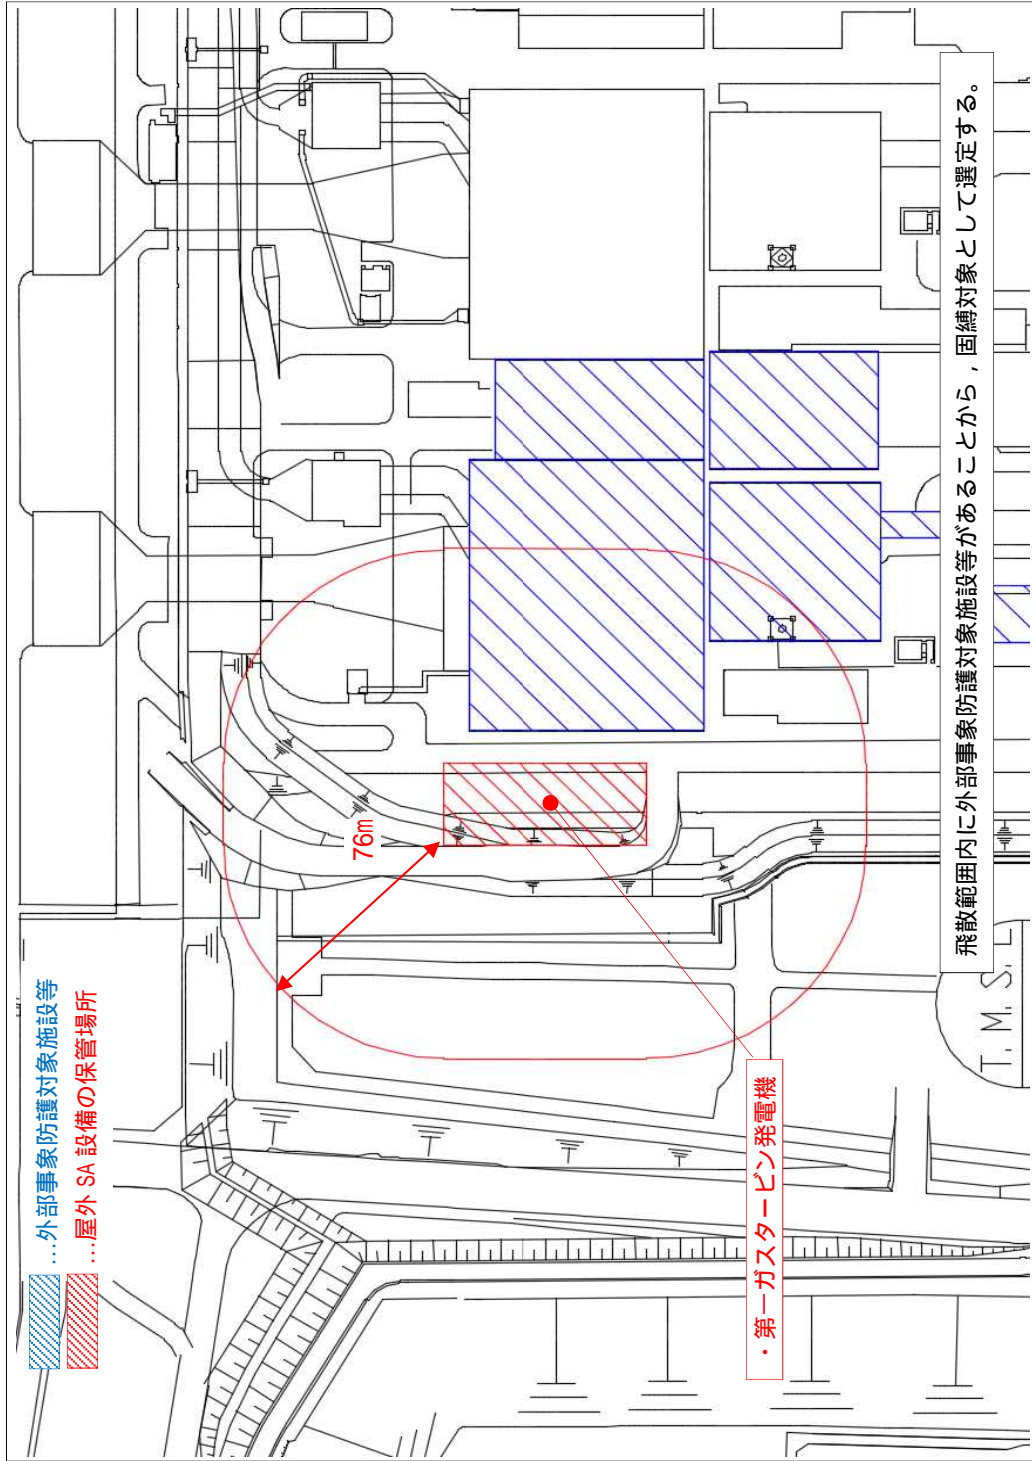 …外部事象防護対象施設等
…屋外 SA 設備の保管場所
76m
・第一ガスタービン発電機
T. M. S. L
飛散範囲内に外部事象防護対象施設等があることから，固縛対象として選定する。